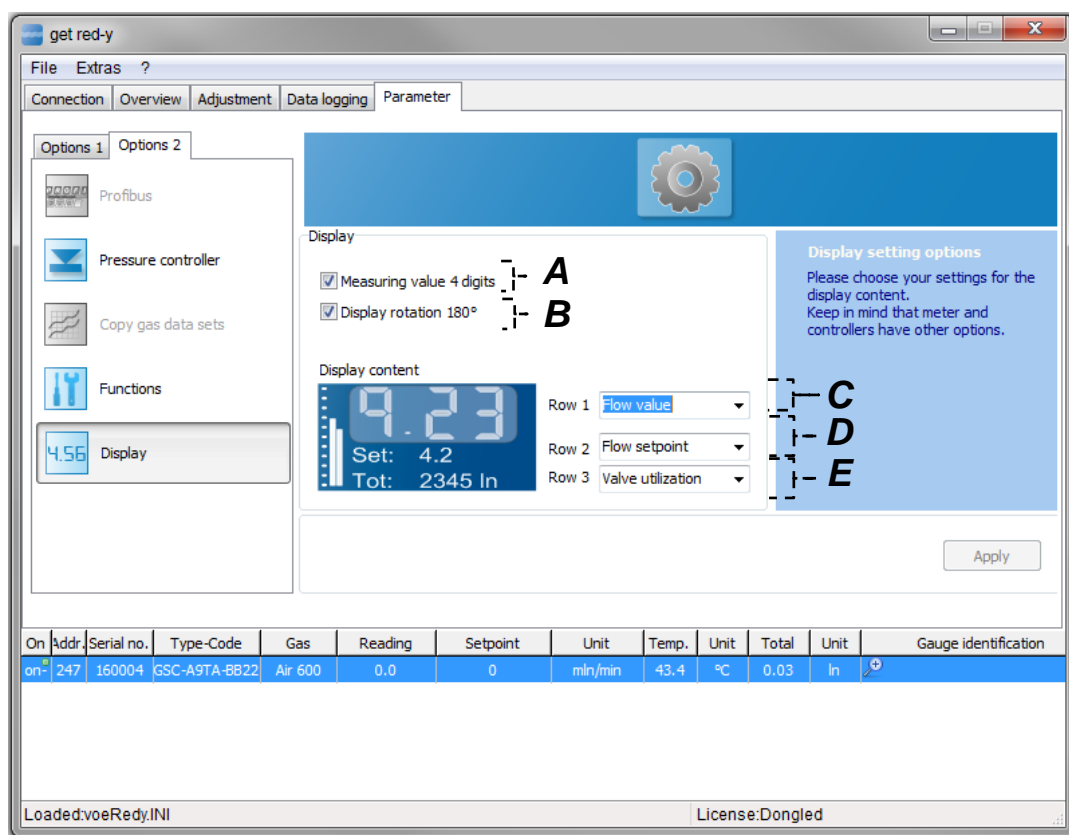 get red-y
File Extras ?
Connection Overview Adjustment Data logging Parameter
Options 1 Options 2
Profibus
Pressure controller
Copy gas data sets
Functions
4.56 Display
Display
Measuring value 4 digits A
Display rotation 180° B
Display content
4.23
Set: 4.2
Tot: 2345 ln
Row 1 Flow value C
Row 2 Flow setpoint D
Row 3 Valve utilization E
Display setting options
Please choose your settings for the
display content.
Keep in mind that meter and
controllers have other options.
Apply
On Addr. Serial no. Type-Code Gas Reading Setpoint Unit Temp. Unit Total Unit Gauge identification
on- 247 160004 GSC-A9TA-BB22 Air 600 0.0 0 mln/min 43.4 °C 0.03 ln
Loaded:voeRedy.INI License:Dongled